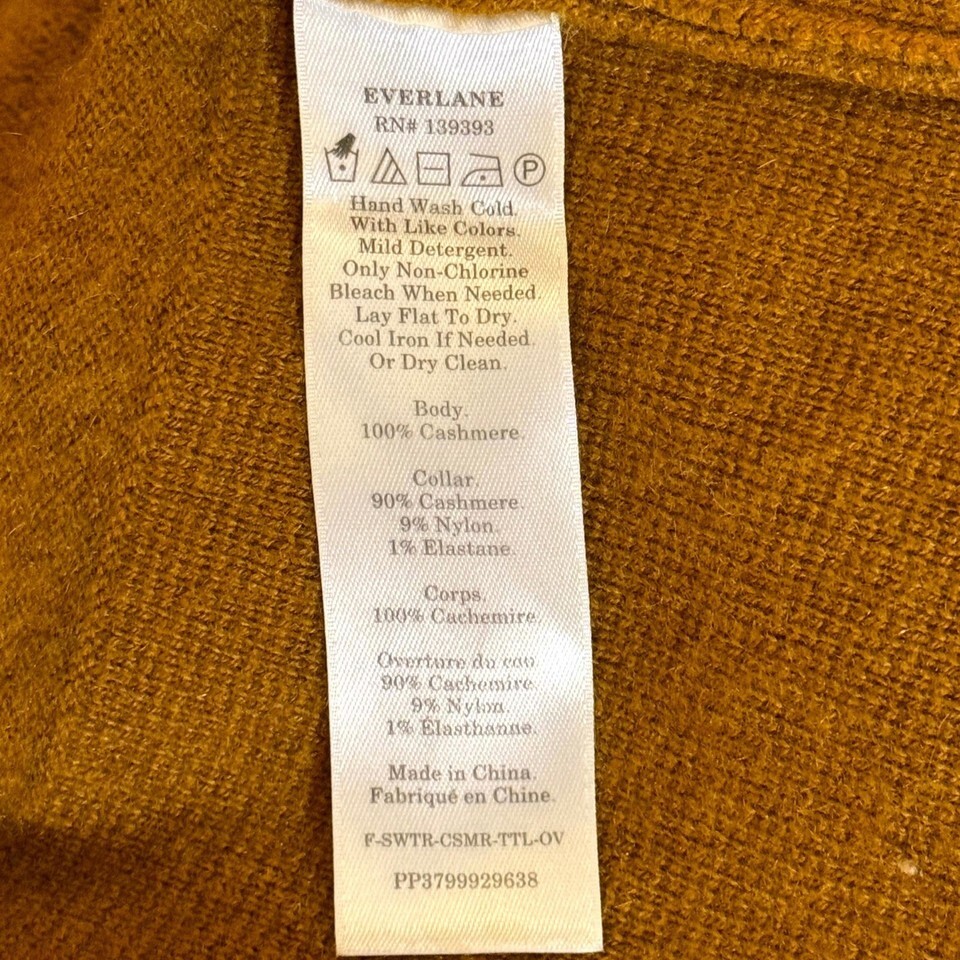 EVERLANE
RN# 139393
P
Hand Wash Cold.
With Like Colors.
Mild Detergent.
Only Non-Chlorine
Bleach When Needed.
Lay Flat To Dry.
Cool Iron If Needed.
Or Dry Clean.
Body.
100% Cashmere.
Collar.
90% Cashmere.
9% Nylon.
1% Elastane.
Corps.
100% Cachemire.
Overture du cou
90% Cachemire
9% Nylon.
1% Élasthanne.
Made in China.
Fabriqué en Chine.
F-SWTR-CSMR-TTL-OV
PP3799929638